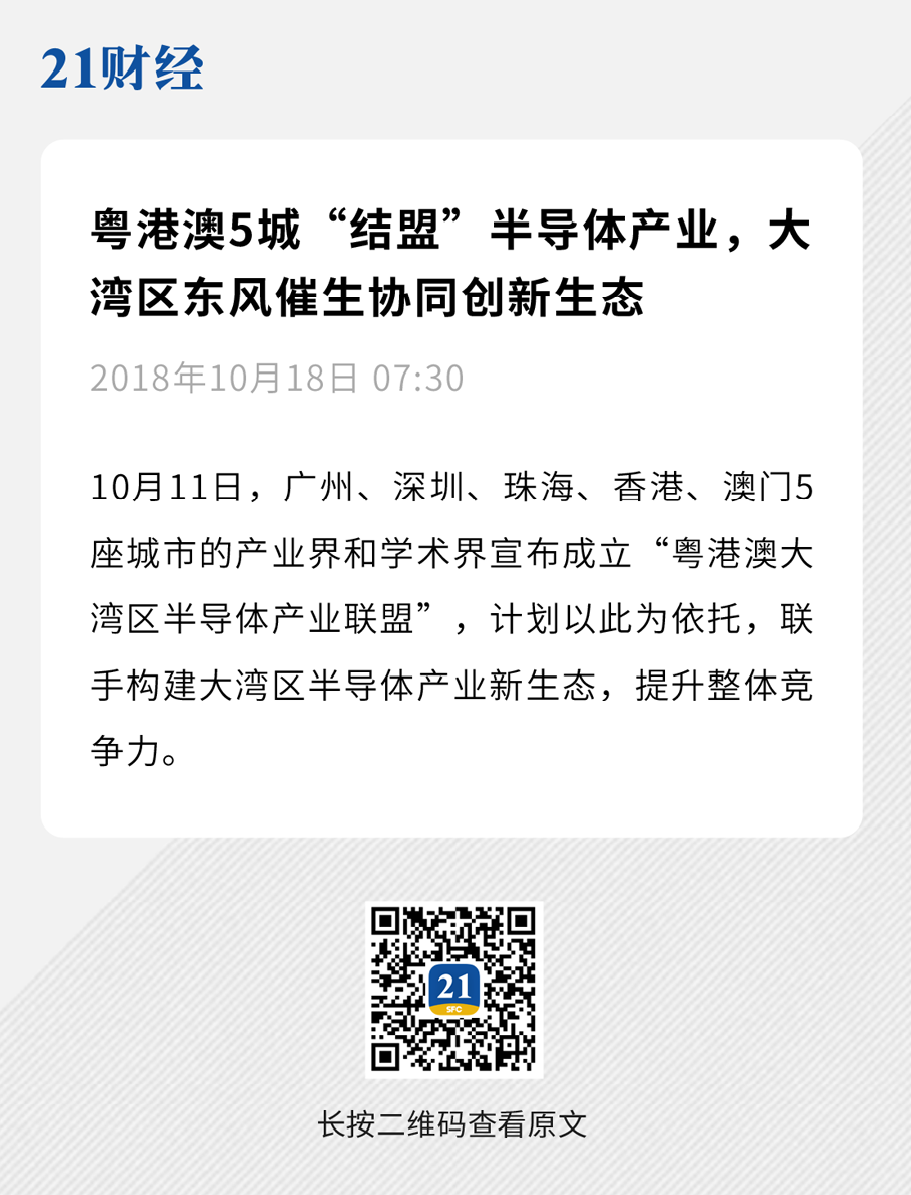 21财经
粤港澳5城“结盟”半导体产业，大
湾区东风催生协同创新生态
2018年10月18日 07:30
10月11日，广州、深圳、珠海、香港、澳门5
座城市的产业界和学术界宣布成立“粤港澳大
湾区半导体产业联盟”，计划以此为依托，联
手构建大湾区半导体产业新生态，提升整体竞
争力。
21
SFC
长按二维码查看原文